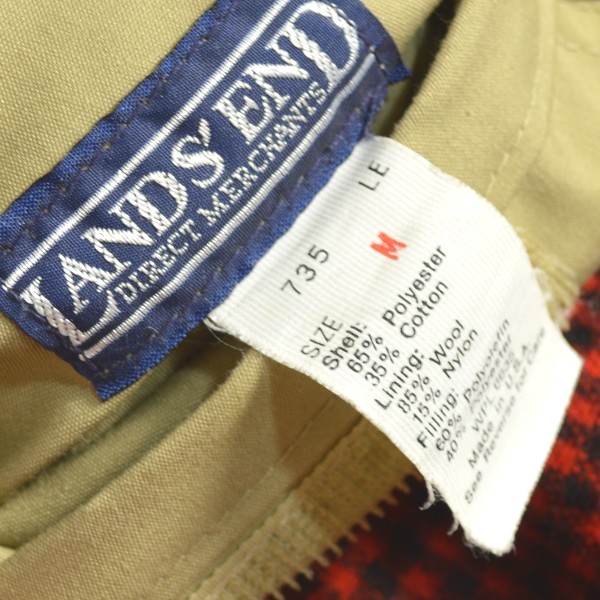 LANDS' END
DIRECT MERCHANTS
735 LE
SIZE M
Shell:
65% Polyester
35% Cotton
Lining:
85% Wool
15% Nylon
Filling:
60% Polyolefin
40% Polyester
Made in U.S.A.
See Reverse for Care